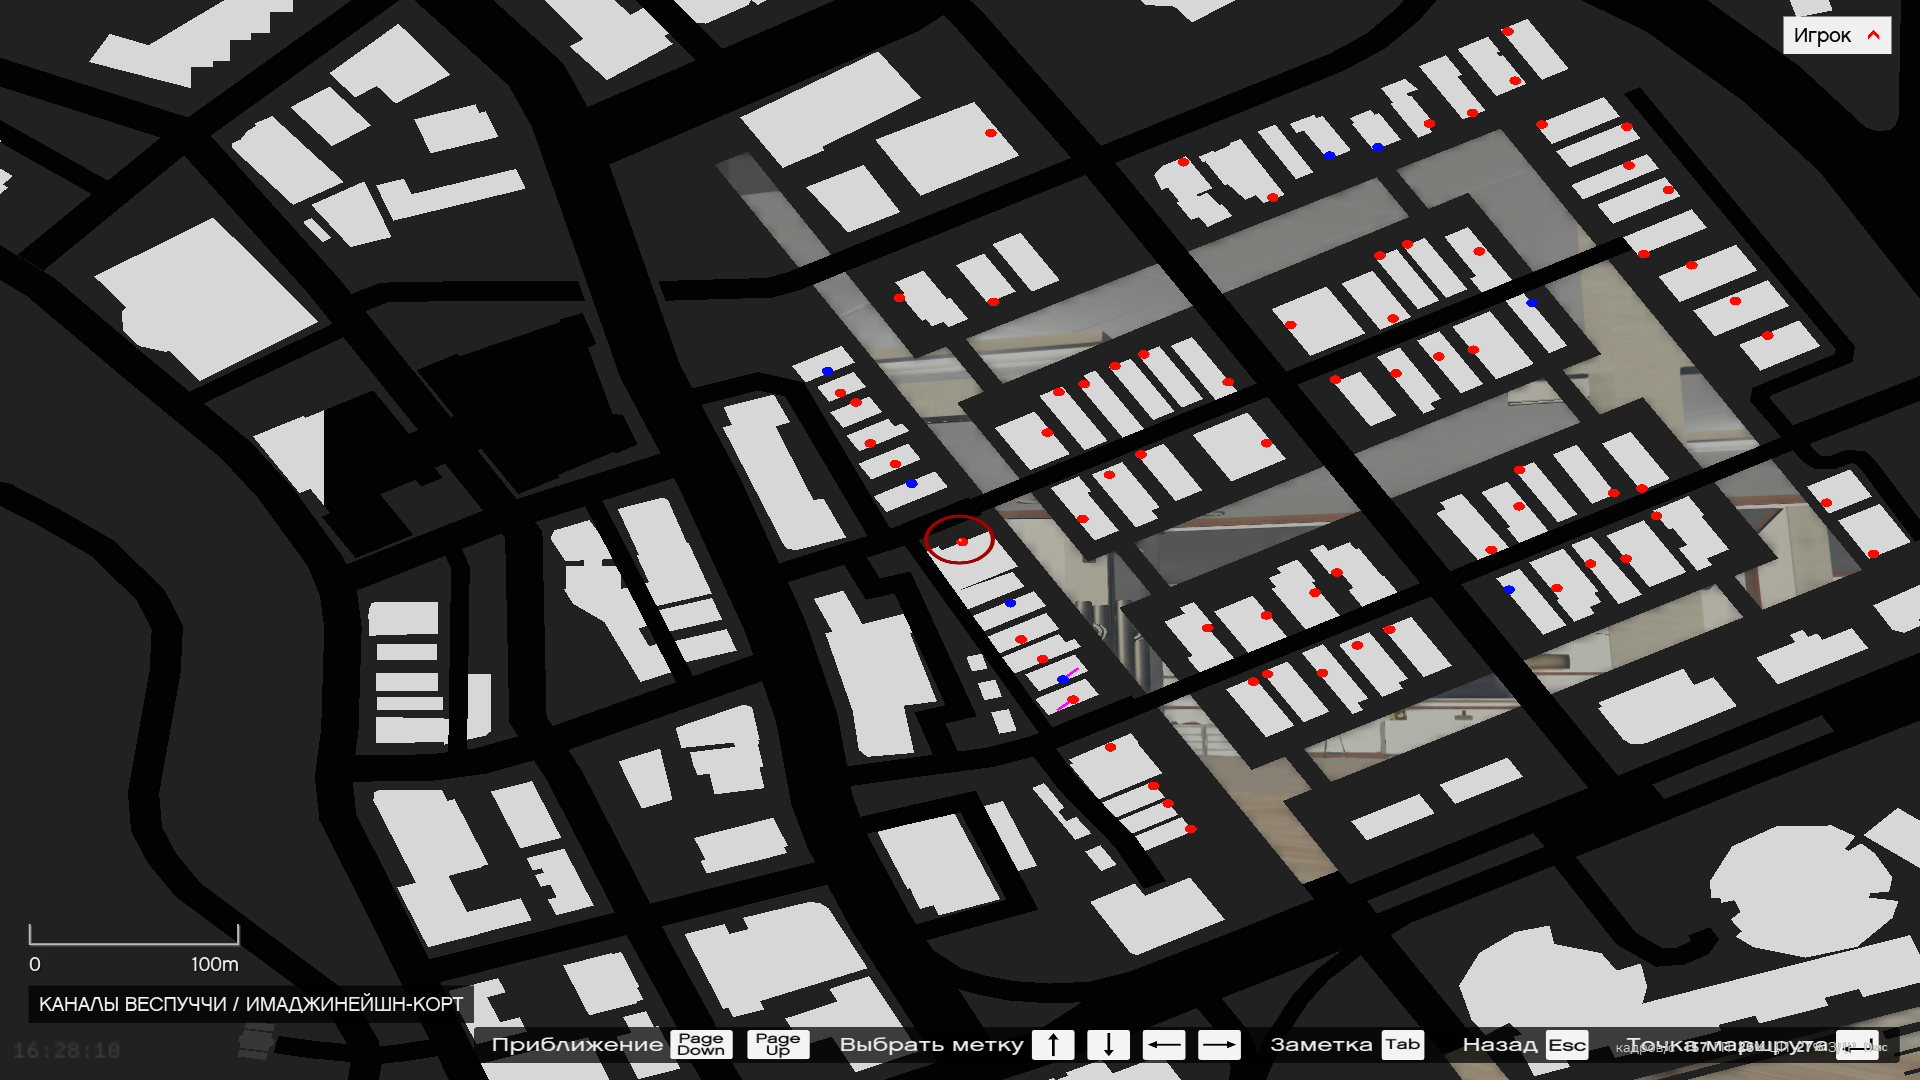 Игрок
0 100m
КАНАЛЫ ВЕСПУЧЧИ / ИМАДЖИНЕЙШН-КОРТ
16:28:10
Приближение Page Down Page Up Выбрать метку ↑ ↓ ← → Заметка Tab Назад Esc Точка маршрута